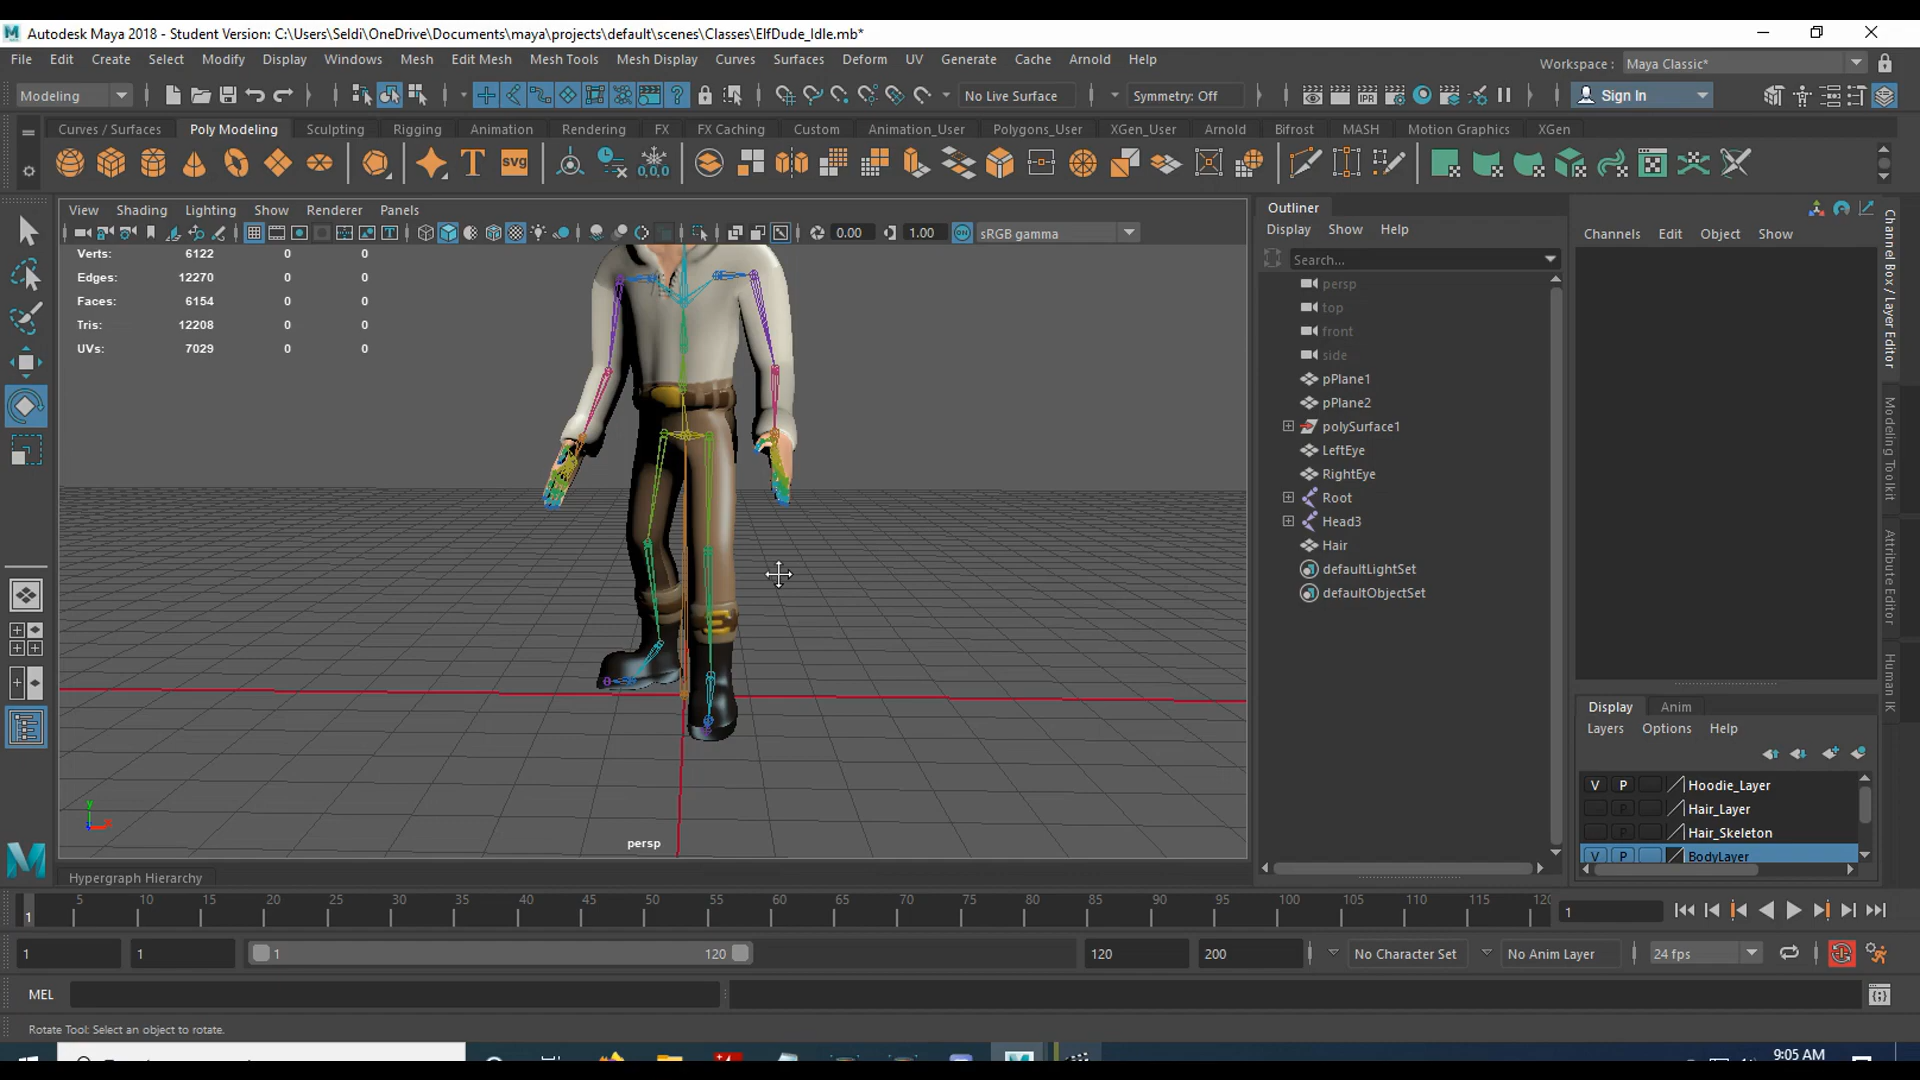 Autodesk Maya 2018 - Student Version: C:\Users\Seldi\OneDrive\Documents\maya\projects\default\scenes\Classes\ElfDude_Idle.mb*
File Edit Create Select Modify Display Windows Mesh Edit Mesh Mesh Tools Mesh Display Curves Surfaces Deform UV Generate Cache Arnold Help
Workspace : Maya Classic*
Modeling No Live Surface Symmetry: Off IPR Sign In
Curves / Surfaces Poly Modeling Sculpting Rigging Animation Rendering FX FX Caching Custom Animation_User Polygons_User XGen_User Arnold Bifrost MASH Motion Graphics XGen
T svg 0,0,0
View Shading Lighting Show Renderer Panels
0.00 1.00 ON sRGB gamma
Verts: 6122 0 0
Edges: 12270 0 0
Faces: 6154 0 0
Tris: 12208 0 0
UVs: 7029 0 0
y
persp
Hypergraph Hierarchy
Outliner
Display Show Help
Search...
persp
top
front
side
pPlane1
pPlane2
polySurface1
LeftEye
RightEye
Root
Head3
Hair
defaultLightSet
defaultObjectSet
Channels Edit Object Show
Channel Box / Layer Editor
Modeling Toolkit
Attribute Editor
Human IK
Display Anim
Layers Options Help
V P Hoodie_Layer
P Hair_Layer
P Hair_Skeleton
V P BodyLayer
1 5 10 15 20 25 30 35 40 45 50 55 60 65 70 75 80 85 90 95 100 105 110 115 120
1
1 1 1 120 120 200 No Character Set No Anim Layer 24 fps
MEL
Rotate Tool: Select an object to rotate.
9:05 AM